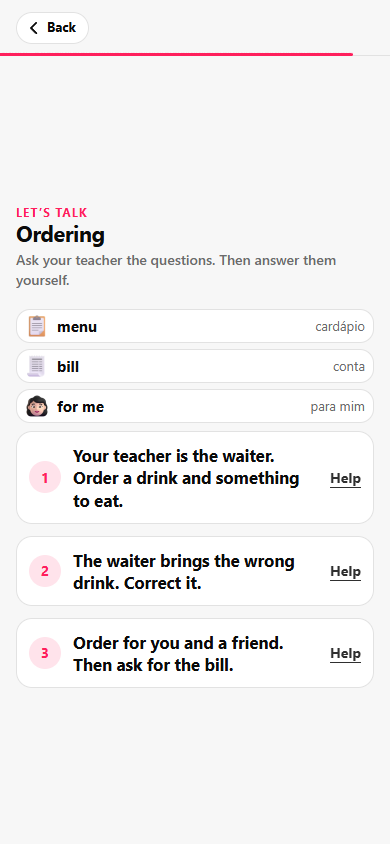 Back
LET'S TALK
Ordering
Ask your teacher the questions. Then answer them
yourself.
menu
cardápio
bill
conta
for me
para mim
1
Your teacher is the waiter.
Order a drink and something
to eat.
Help
2
The waiter brings the wrong
drink. Correct it.
Help
3
Order for you and a friend.
Then ask for the bill.
Help